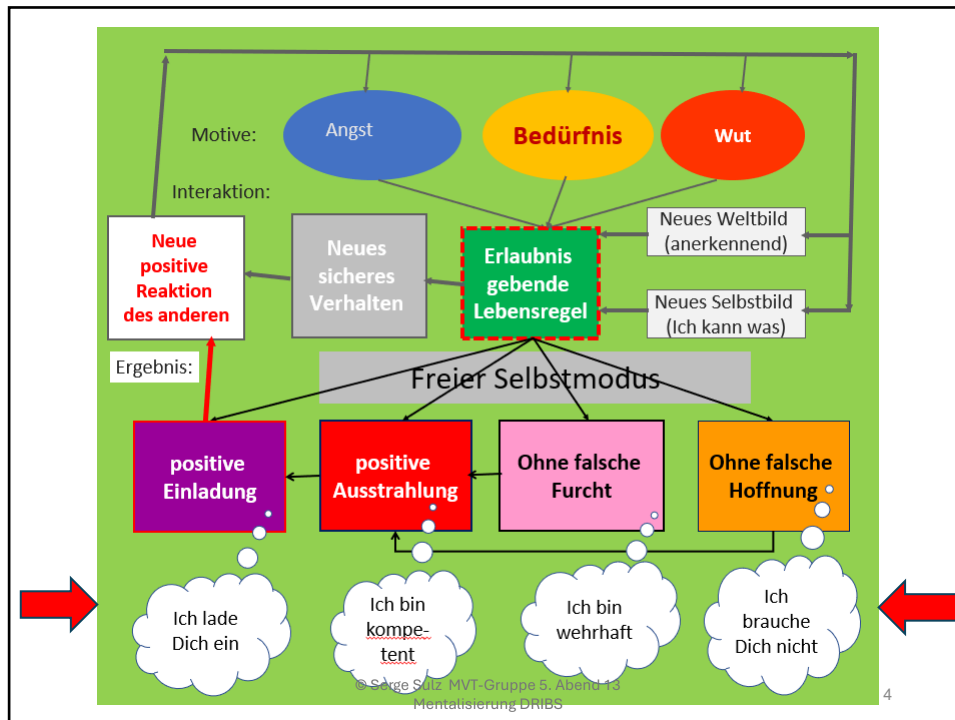 Motive:
Angst
Bedürfnis
Wut
Interaktion:
Neue
positive
Reaktion
des anderen
Neues
sicheres
Verhalten
Erlaubnis
gebende
Lebensregel
Neues Weltbild
(anerkennend)
Neues Selbstbild
(Ich kann was)
Ergebnis:
Freier Selbstmodus
positive
Einladung
positive
Ausstrahlung
Ohne falsche
Furcht
Ohne falsche
Hoffnung
Ich lade
Dich ein
Ich bin
kompe-
tent
Ich bin
wehrhaft
Ich
brauche
Dich nicht
© Serge Sulz MVT-Gruppe 5. Abend 13
Mentalisierung DRIBS
4